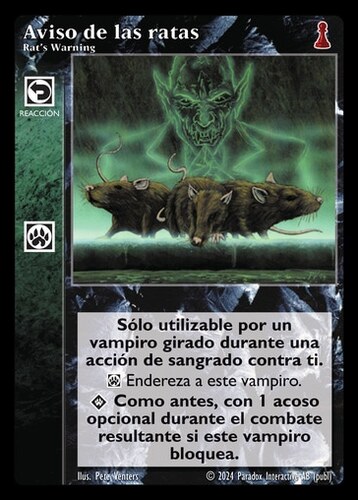 Aviso de las ratas
Rat's Warning
REACCIÓN
Sólo utilizable por un
vampiro girado durante una
acción de sangrado contra ti.
Endereza a este vampiro.
Como antes, con 1 acoso
opcional durante el combate
resultante si este vampiro
bloquea.
Ilus. Pete Venters © 2024 Paradox Interactive AB (publ)